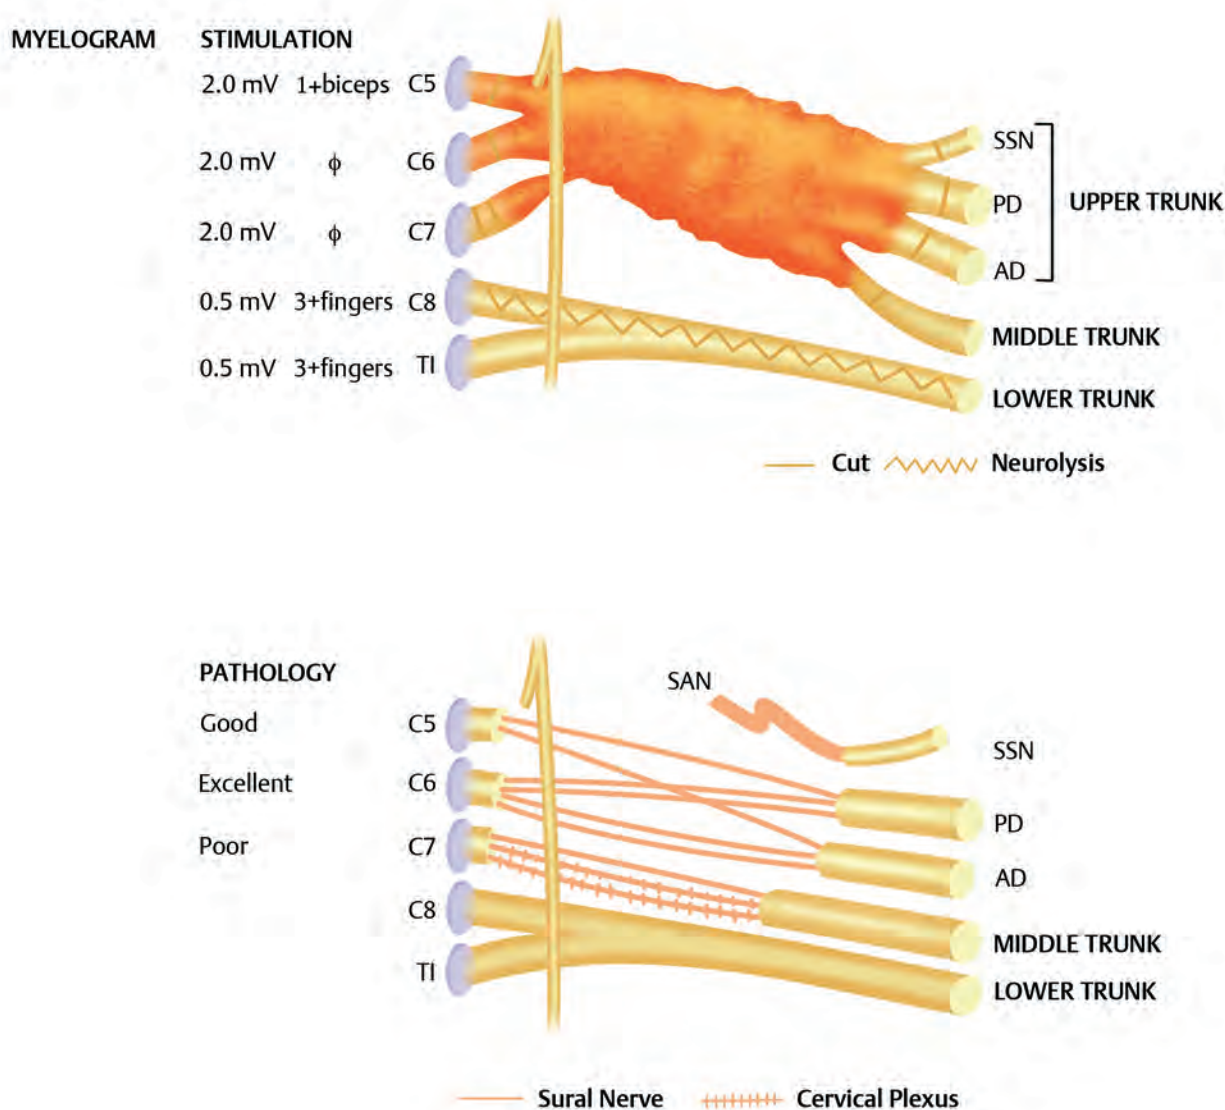 MYELOGRAM STIMULATION
2.0 mV 1+biceps C5
2.0 mV ϕ C6
2.0 mV ϕ C7
0.5 mV 3+fingers C8
0.5 mV 3+fingers TI
SSN
PD
AD
UPPER TRUNK
MIDDLE TRUNK
LOWER TRUNK
Cut Neurolysis
PATHOLOGY
Good C5
Excellent C6
Poor C7
C8
TI
SAN
SSN
PD
AD
MIDDLE TRUNK
LOWER TRUNK
Sural Nerve Cervical Plexus